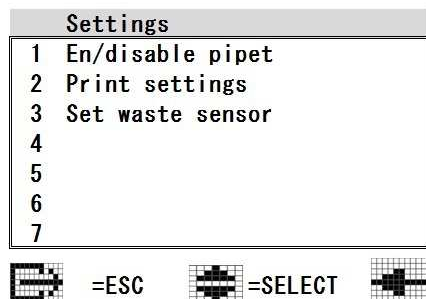 Settings
1 En/disable pipet
2 Print settings
3 Set waste sensor
4
5
6
7
=ESC =SELECT